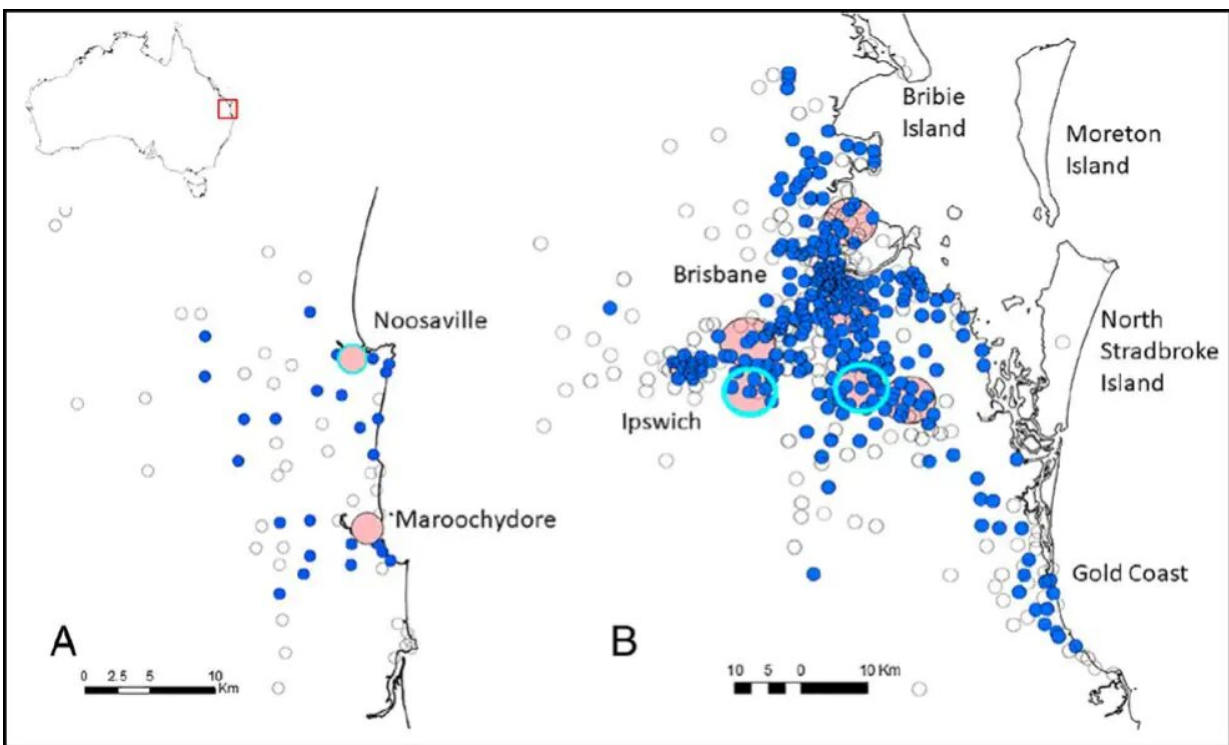 Bribie
Island
Moreton
Island
Brisbane
Noosaville
North
Stradbroke
Island
Ipswich
Maroochydore
Gold Coast
A
B
0 2.5 5 10
Km
10 5 0 10 Km